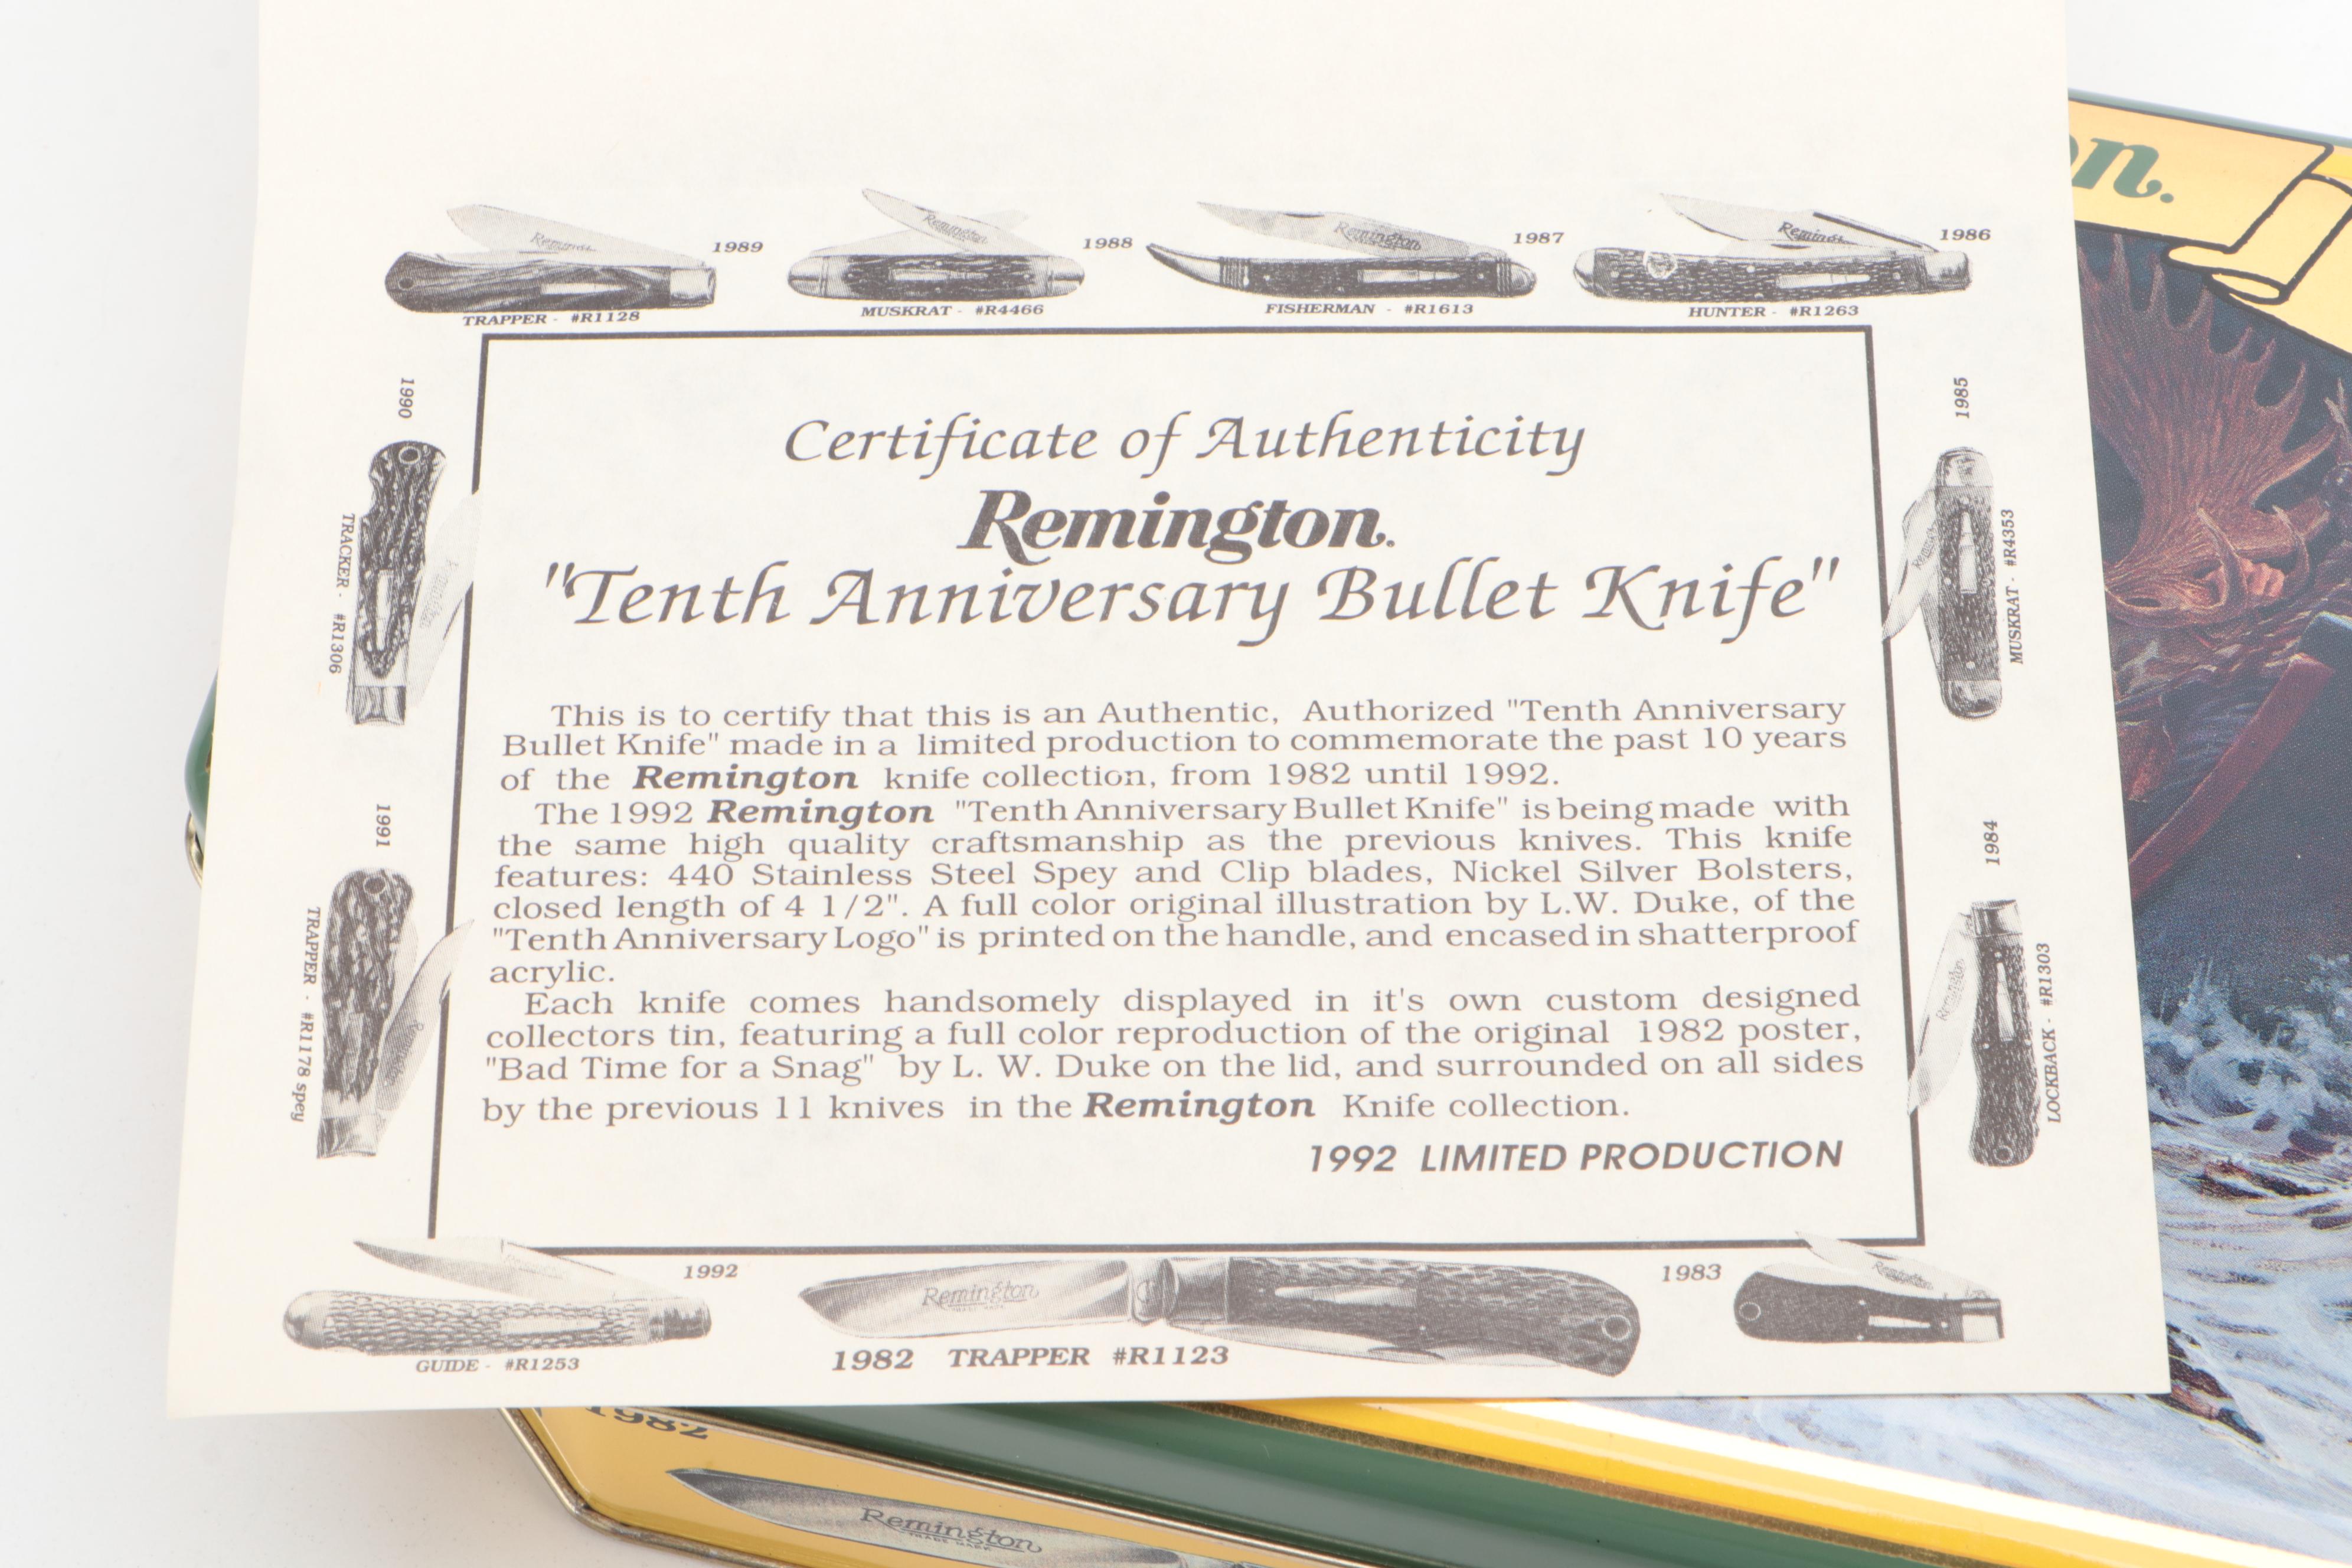 on.
1989
1988
1987
1986
Remington
Remington
Remington
TRAPPER - #R1128
MUSKRAT - #R4466
FISHERMAN - #R1613
HUNTER - #R1263
1990
1985
TRACKER - #R1306
MUSKRAT - #R4353
Certificate of Authenticity
Remington.
"Tenth Anniversary Bullet Knife"
This is to certify that this is an Authentic, Authorized "Tenth Anniversary
Bullet Knife" made in a limited production to commemorate the past 10 years
of the Remington knife collection, from 1982 until 1992.
The 1992 Remington "Tenth Anniversary Bullet Knife" is being made with
the same high quality craftsmanship as the previous knives. This knife
features: 440 Stainless Steel Spey and Clip blades, Nickel Silver Bolsters,
closed length of 4 1/2". A full color original illustration by L.W. Duke, of the
"Tenth Anniversary Logo" is printed on the handle, and encased in shatterproof
acrylic.
Each knife comes handsomely displayed in it's own custom designed
collectors tin, featuring a full color reproduction of the original 1982 poster,
"Bad Time for a Snag" by L. W. Duke on the lid, and surrounded on all sides
by the previous 11 knives in the Remington Knife collection.
1992 LIMITED PRODUCTION
1991
1984
TRAPPER - #R1178 spey
LOCKBACK - #R1303
1992
1983
Remington
GUIDE - #R1253
1982 TRAPPER #R1123
1982
Remington
TRADE MARK